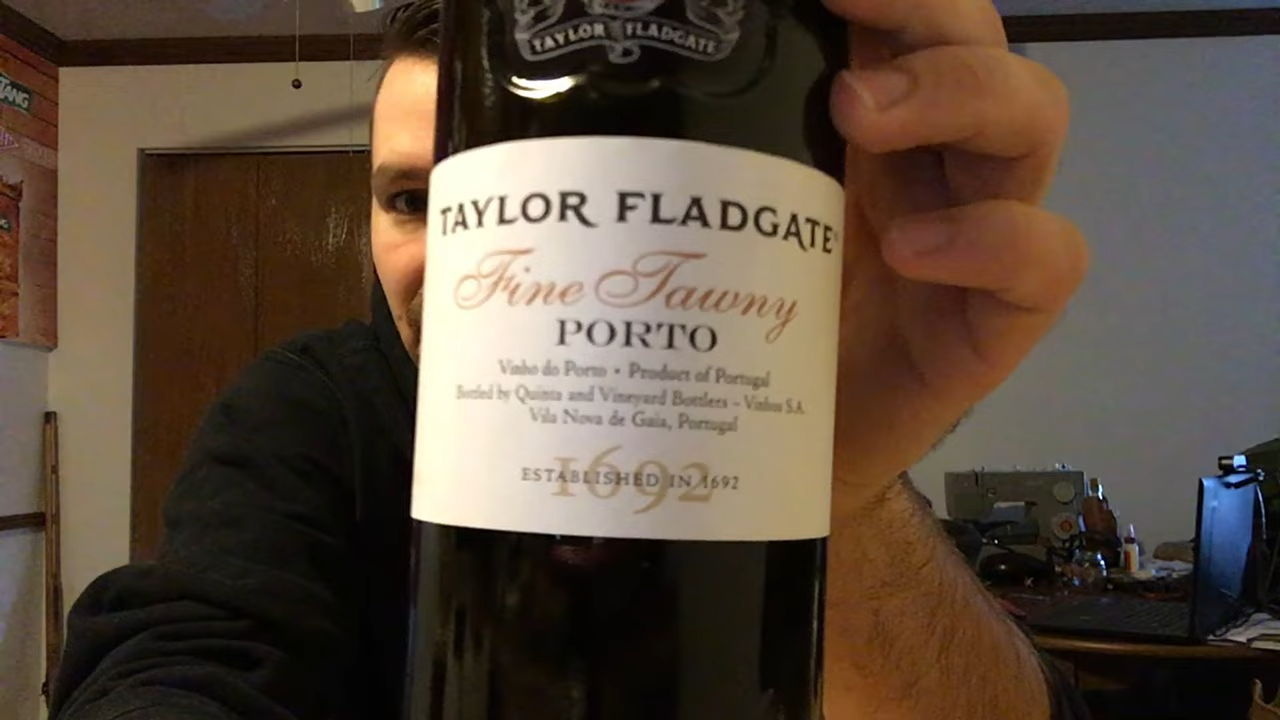 TANG
TAYLOR FLADGATE
TAYLOR FLADGATE
Fine Tawny
PORTO
Vinho do Porto • Product of Portugal
Bottled by Quinta and Vineyard Bottlers - Vinhos S.A.
Vila Nova de Gaia, Portugal
1692
ESTABLISHED IN 1692